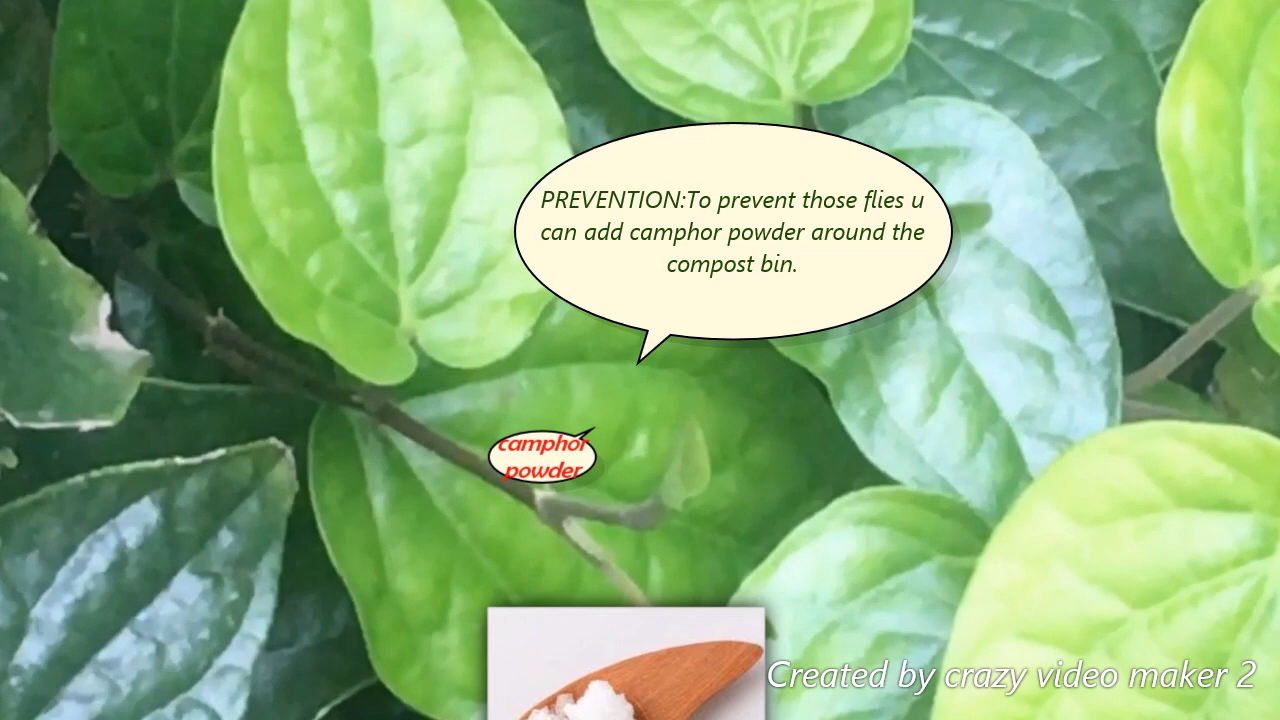 PREVENTION:To prevent those flies u
can add camphor powder around the
compost bin.
camphor
powder
Created by crazy video maker 2